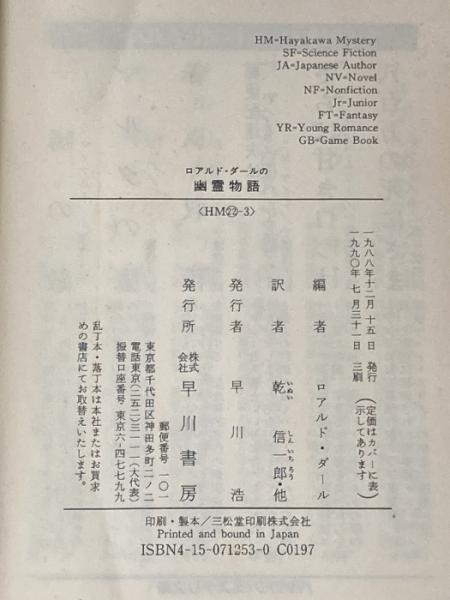 HM=Hayakawa Mystery
SF=Science Fiction
JA=Japanese Author
NV=Novel
NF=Nonfiction
Jr=Junior
FT=Fantasy
YR=Young Romance
GB=Game Book
ロアルド・ダールの
幽霊物語
〈HM㉒-3〉
一九八八年十二月十五日 発行
一九九〇年七月三十一日 三刷
(定価はカバーに表示してあります)
編者 ロアルド・ダール
訳者 乾信一郎・他
いぬい しんいちろう
発行者 早川浩
発行所 株式会社 早川書房
郵便番号 一〇一
東京都千代田区神田多町二ノ二
電話東京(二五二)三一一一(大代表)
振替口座番号 東京六-四七七九九
乱丁本・落丁本は本社またはお買求
めの書店にてお取替えいたします。
印刷・製本/三松堂印刷株式会社
Printed and bound in Japan
ISBN4-15-071253-0 C0197